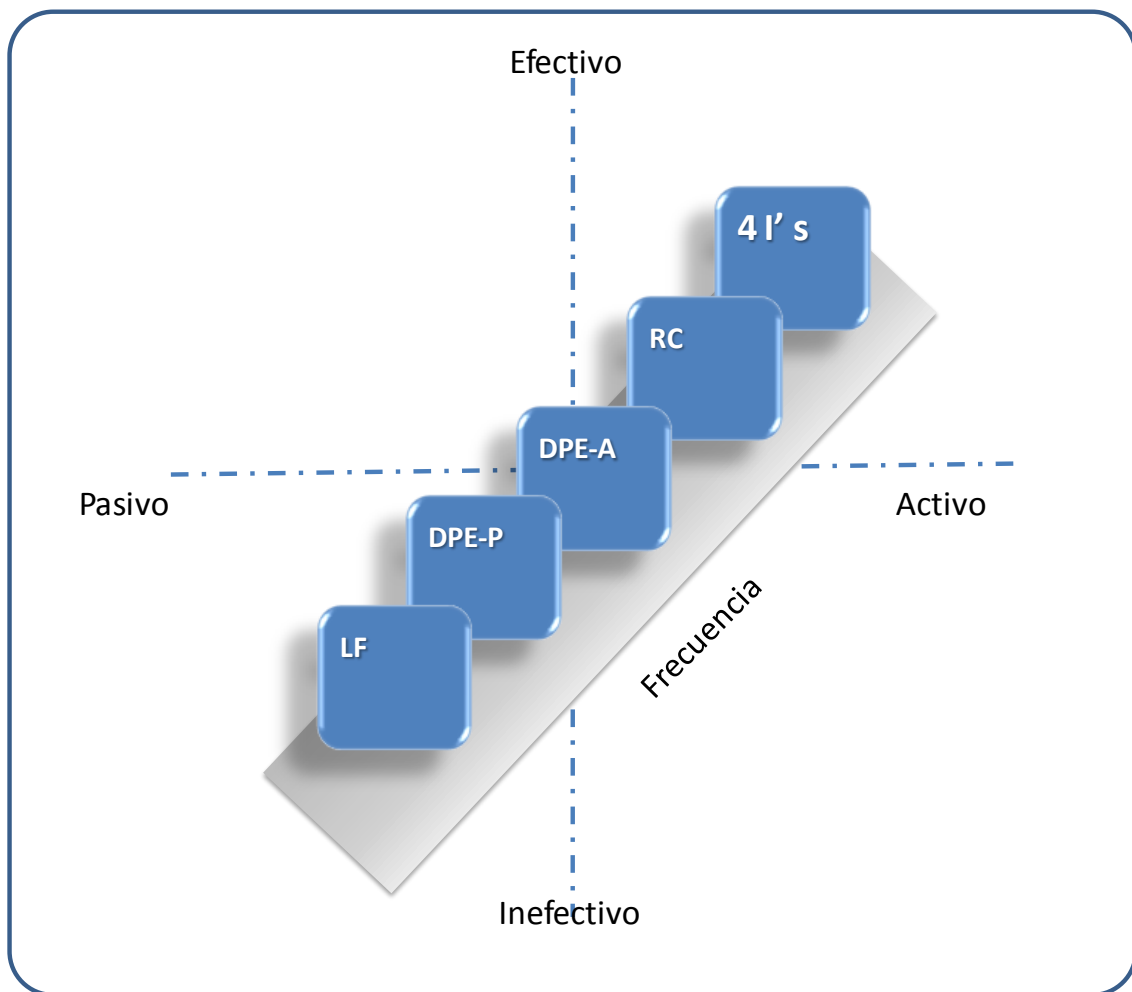 Efectivo
4 I’ s
RC
DPE-A
Pasivo
Activo
DPE-P
Frecuencia
LF
Inefectivo